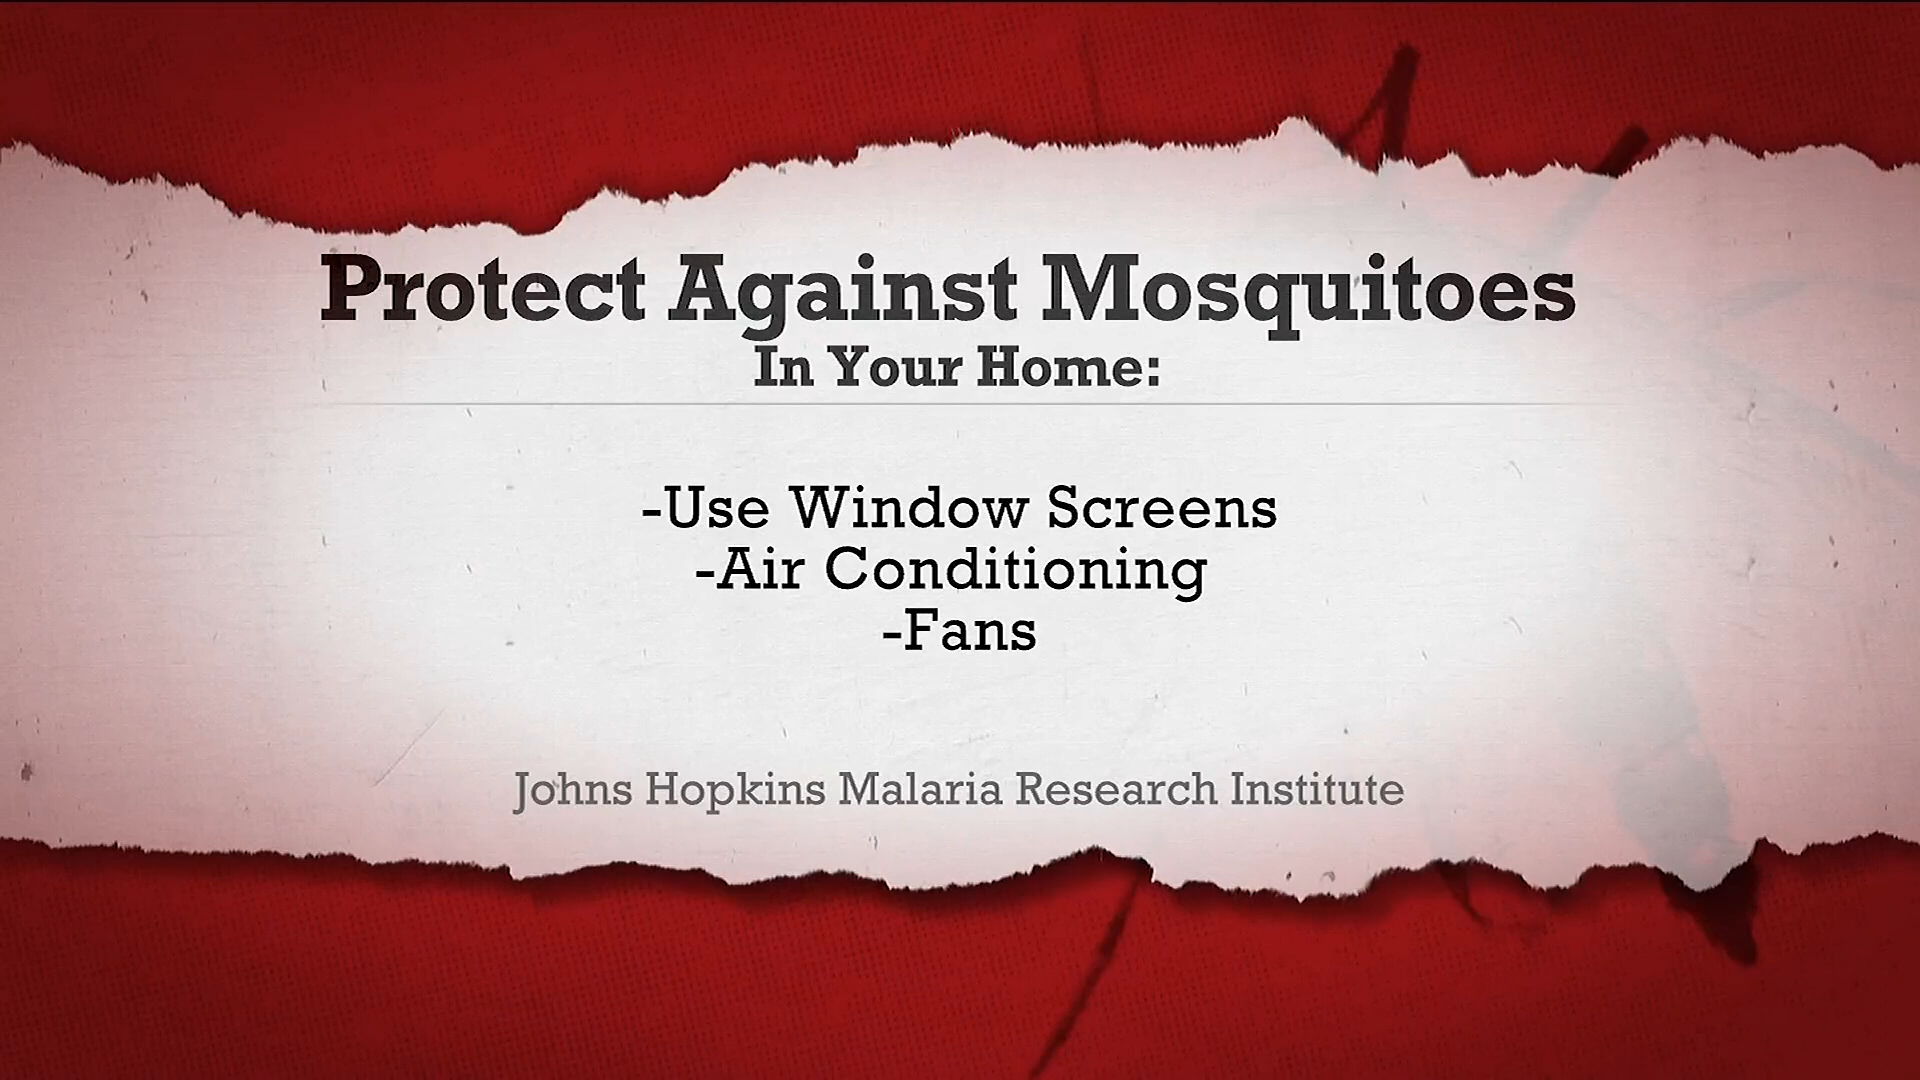 Protect Against Mosquitoes
In Your Home:
-Use Window Screens
-Air Conditioning
-Fans
Johns Hopkins Malaria Research Institute